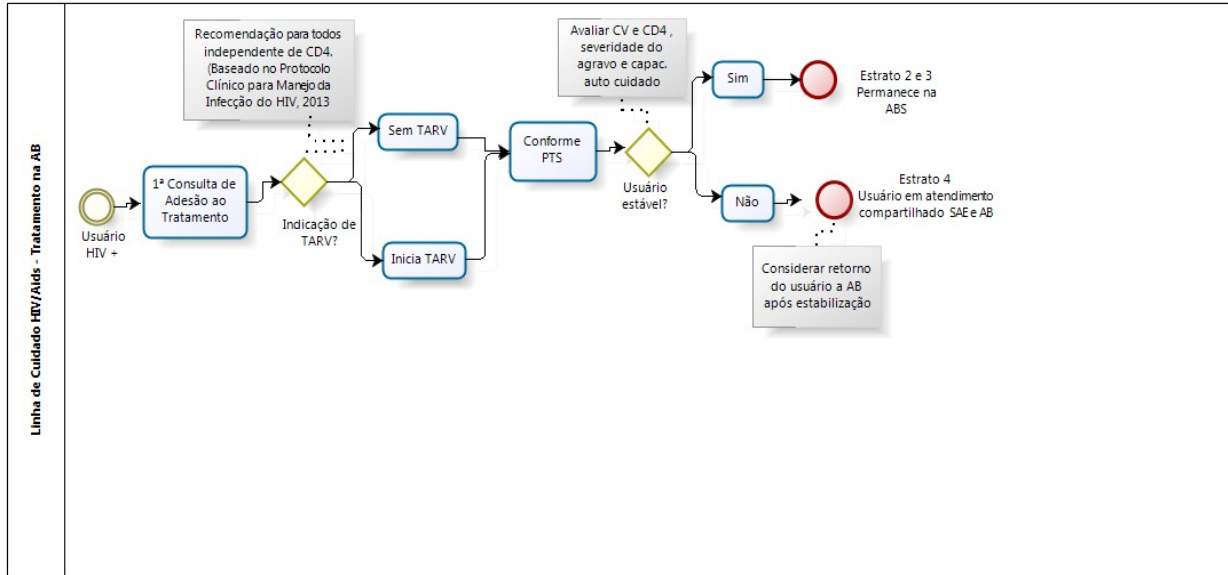 Linha de Cuidado HIV/Aids - Tratamento na AB
Recomendação para todos
independente de CD4.
(Baseado no Protocolo
Clínico para Manejo da
Infecção do HIV, 2013
Usuário
HIV +
1ª Consulta de
Adesão ao
Tratamento
Indicação de
TARV?
Sem TARV
Inicia TARV
Conforme
PTS
Avaliar CV e CD4 ,
severidade do
agravo e capac.
auto cuidado
Usuário
estável?
Sim
Estrato 2 e 3
Permanece na
ABS
Não
Estrato 4
Usuário em atendimento
compartilhado SAE e AB
Considerar retorno
do usuário a AB
após estabilização